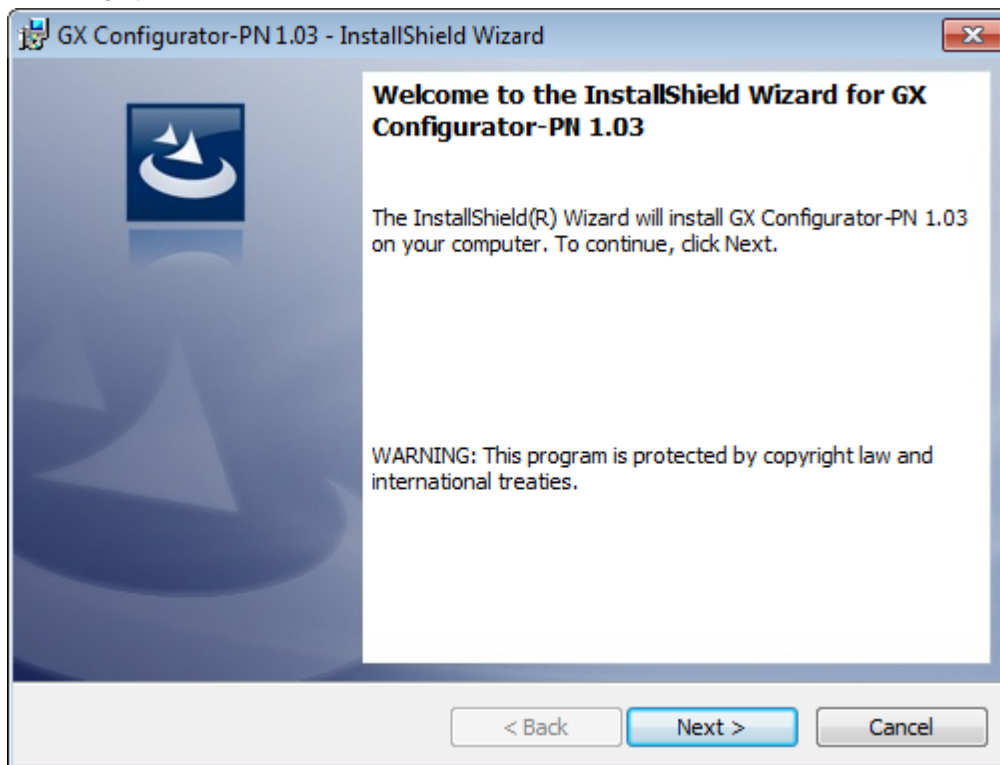 GX Configurator-PN 1.03 - InstallShield Wizard
Welcome to the InstallShield Wizard for GX
Configurator-PN 1.03
The InstallShield(R) Wizard will install GX Configurator-PN 1.03
on your computer. To continue, click Next.
WARNING: This program is protected by copyright law and
international treaties.
< Back
Next >
Cancel